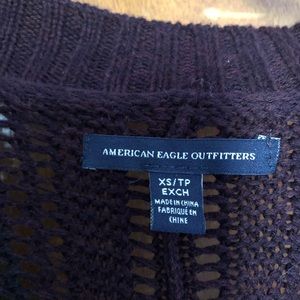 AMERICAN EAGLE OUTFITTERS
XS/TP
EXCH
MADE IN CHINA
FABRIQUÉ EN
CHINE